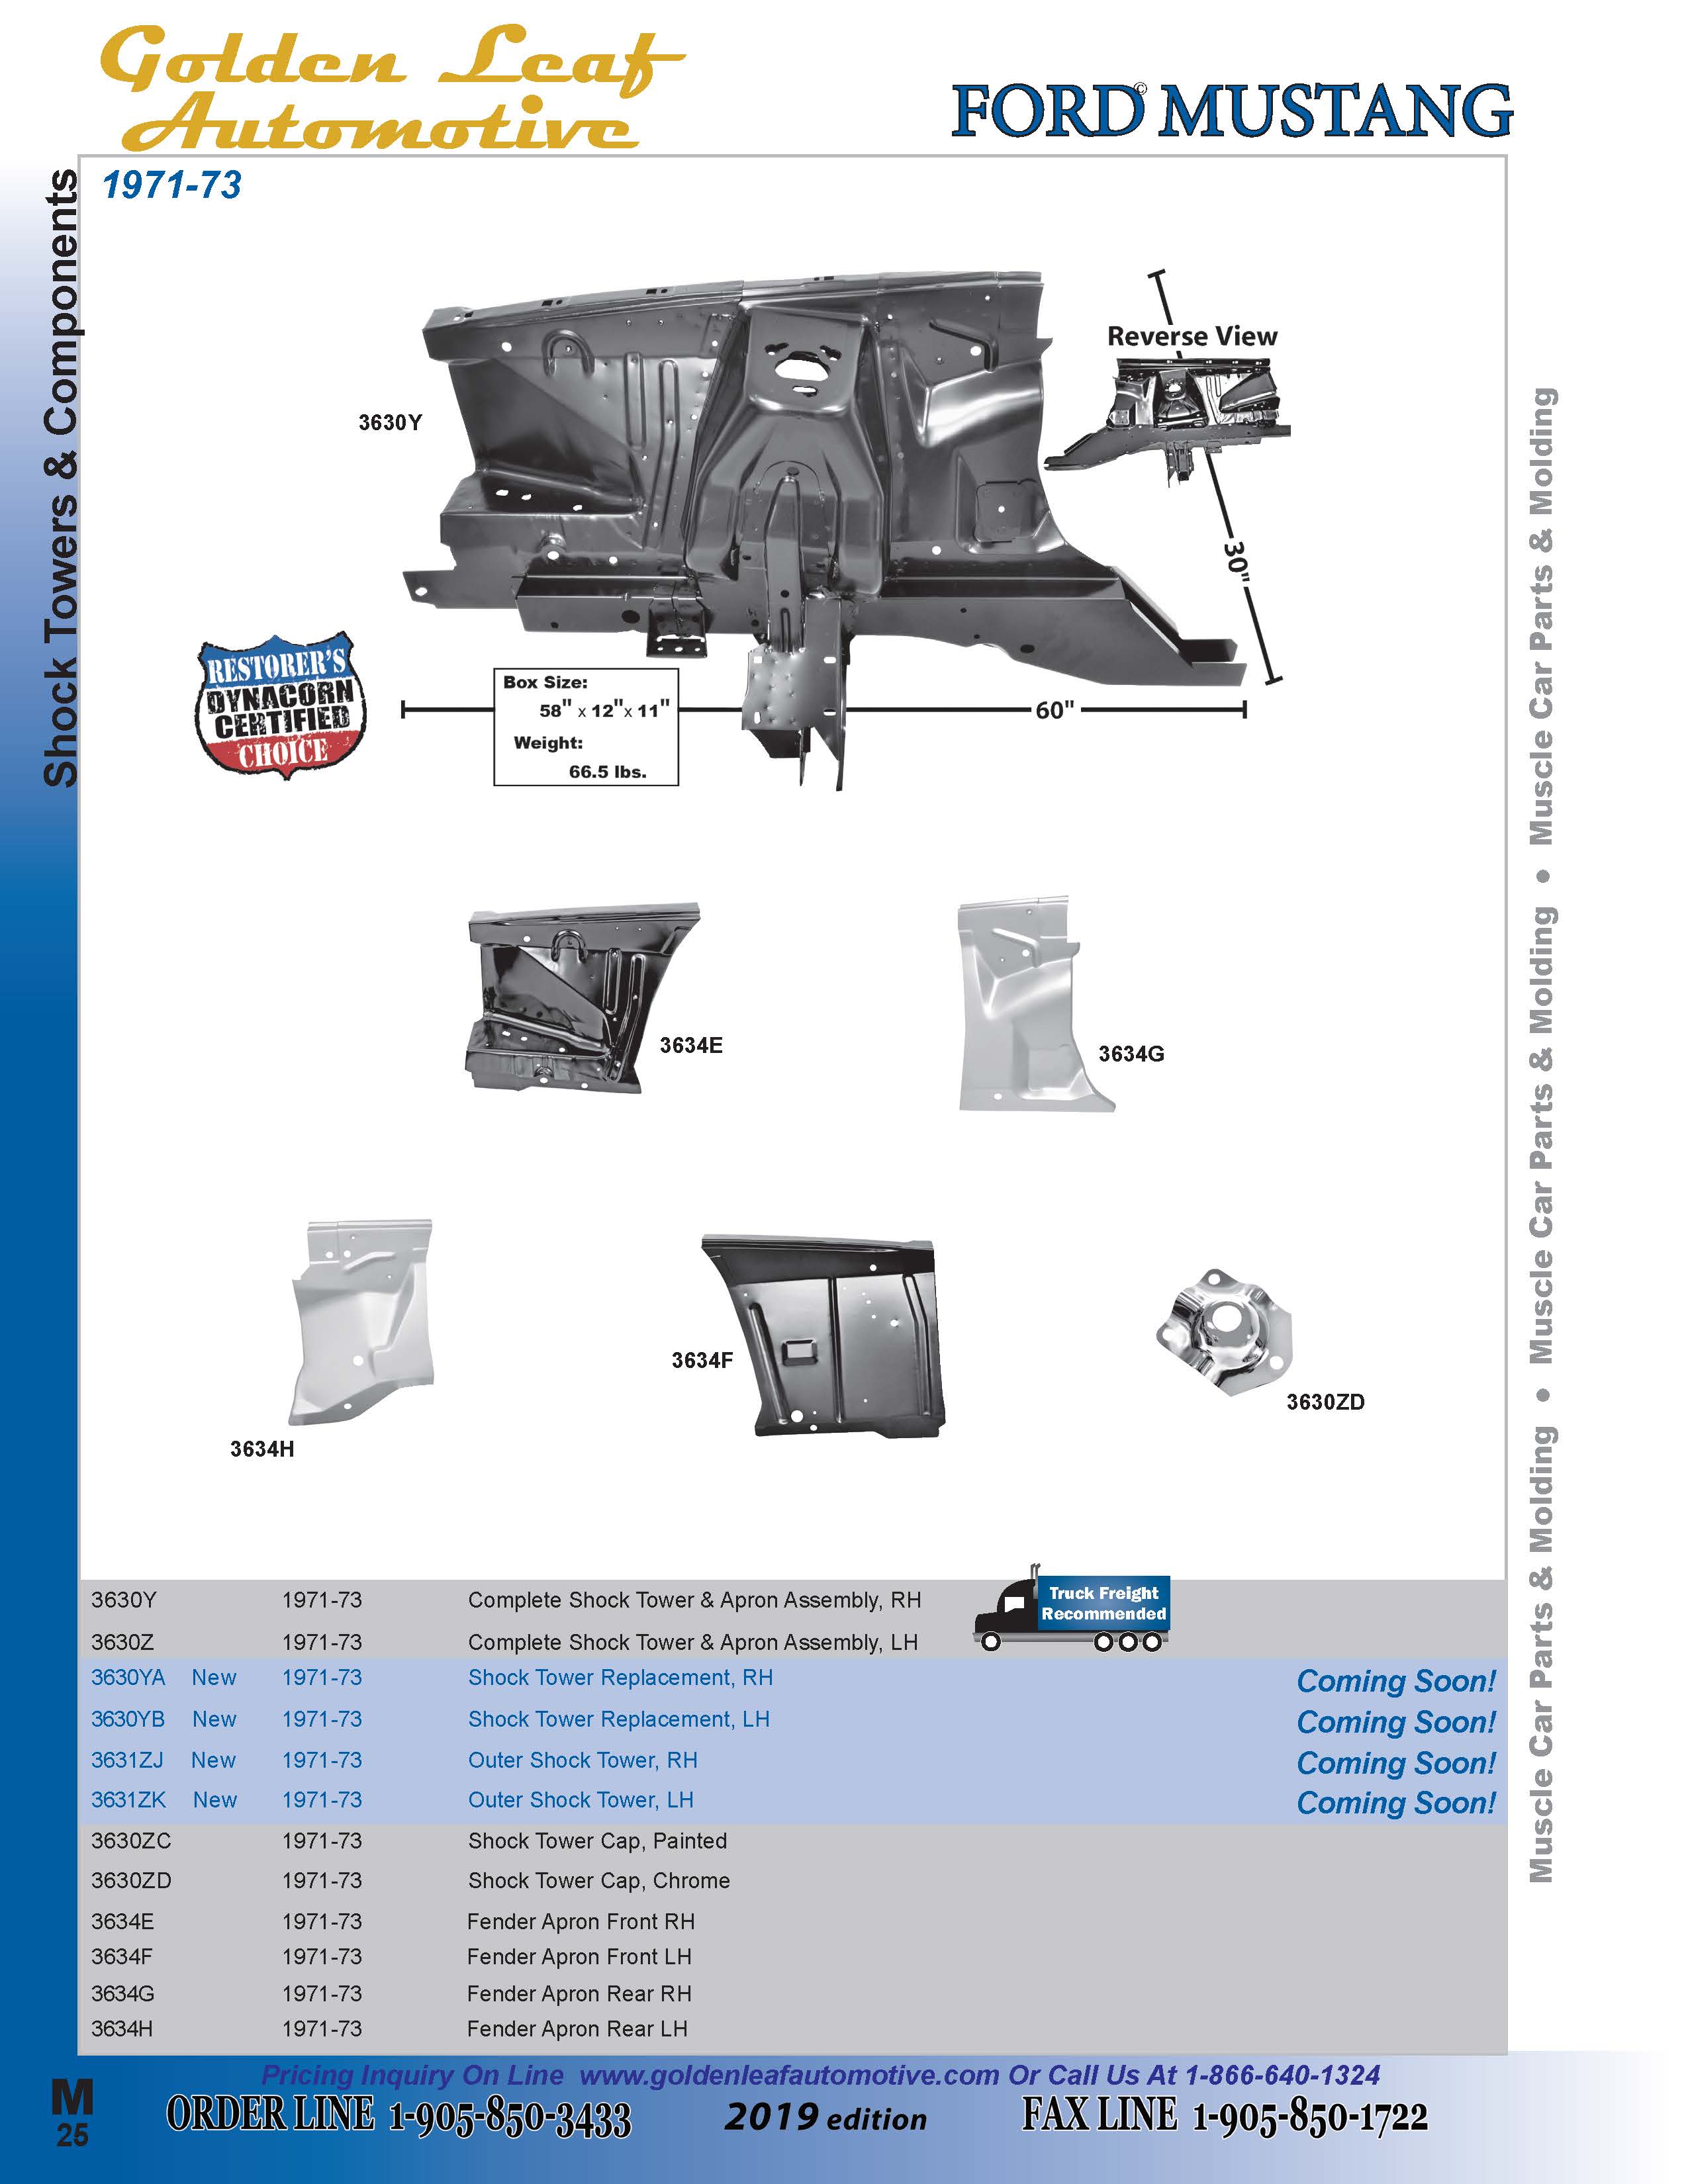 Golden Leaf
Automotive
FORD© MUSTANG
Shock Towers & Components
1971-73
Reverse View
3630Y
30"
RESTORER'S
DYNACORN
CERTIFIED
CHOICE
Box Size:
58" x 12"x 11"
Weight:
66.5 lbs.
60"
3634E
3634G
3634H
3634F
3630ZD
Truck Freight
Recommended
3630Y 1971-73 Complete Shock Tower & Apron Assembly, RH
3630Z 1971-73 Complete Shock Tower & Apron Assembly, LH
3630YA New 1971-73 Shock Tower Replacement, RH Coming Soon!
3630YB New 1971-73 Shock Tower Replacement, LH Coming Soon!
3631ZJ New 1971-73 Outer Shock Tower, RH Coming Soon!
3631ZK New 1971-73 Outer Shock Tower, LH Coming Soon!
3630ZC 1971-73 Shock Tower Cap, Painted
3630ZD 1971-73 Shock Tower Cap, Chrome
3634E 1971-73 Fender Apron Front RH
3634F 1971-73 Fender Apron Front LH
3634G 1971-73 Fender Apron Rear RH
3634H 1971-73 Fender Apron Rear LH
Muscle Car Parts & Molding • Muscle Car Parts & Molding • Muscle Car Parts & Molding
Pricing Inquiry On Line www.goldenleafautomotive.com Or Call Us At 1-866-640-1324
M
25
ORDER LINE 1-905-850-3433
2019 edition
FAX LINE 1-905-850-1722